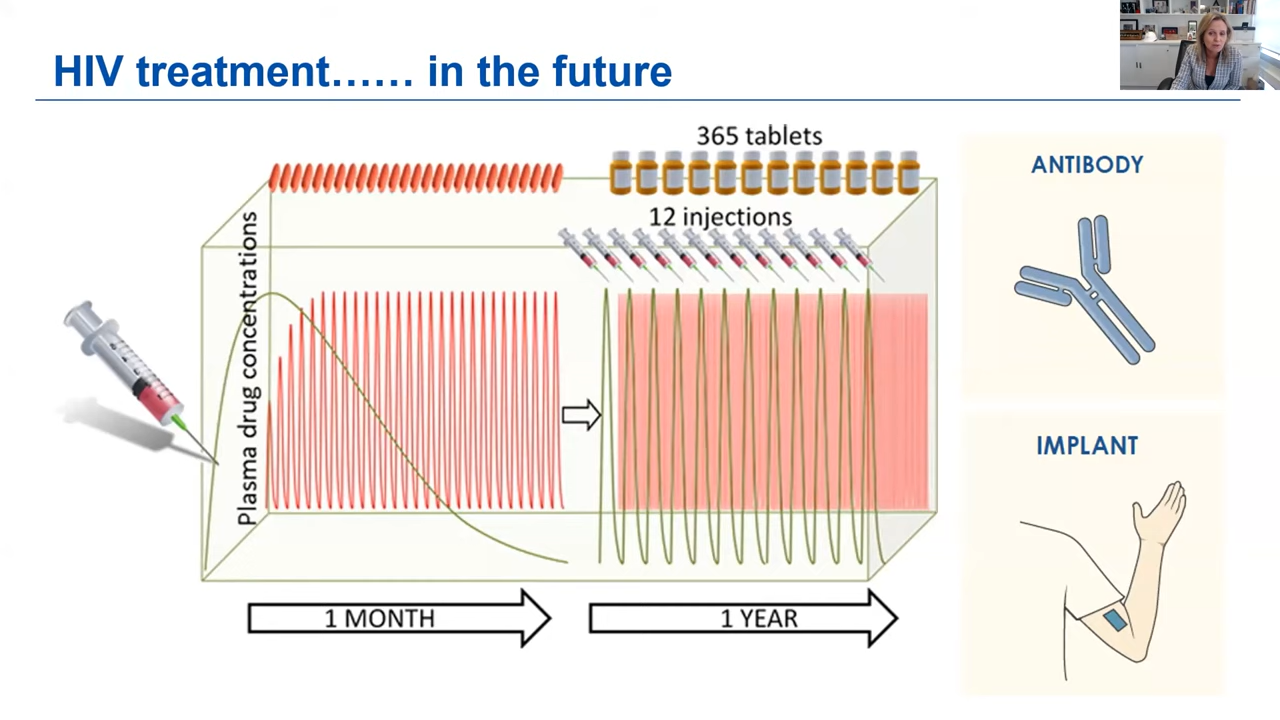 HIV treatment…… in the future
365 tablets
12 injections
Plasma drug concentrations
1 MONTH
1 YEAR
ANTIBODY
IMPLANT